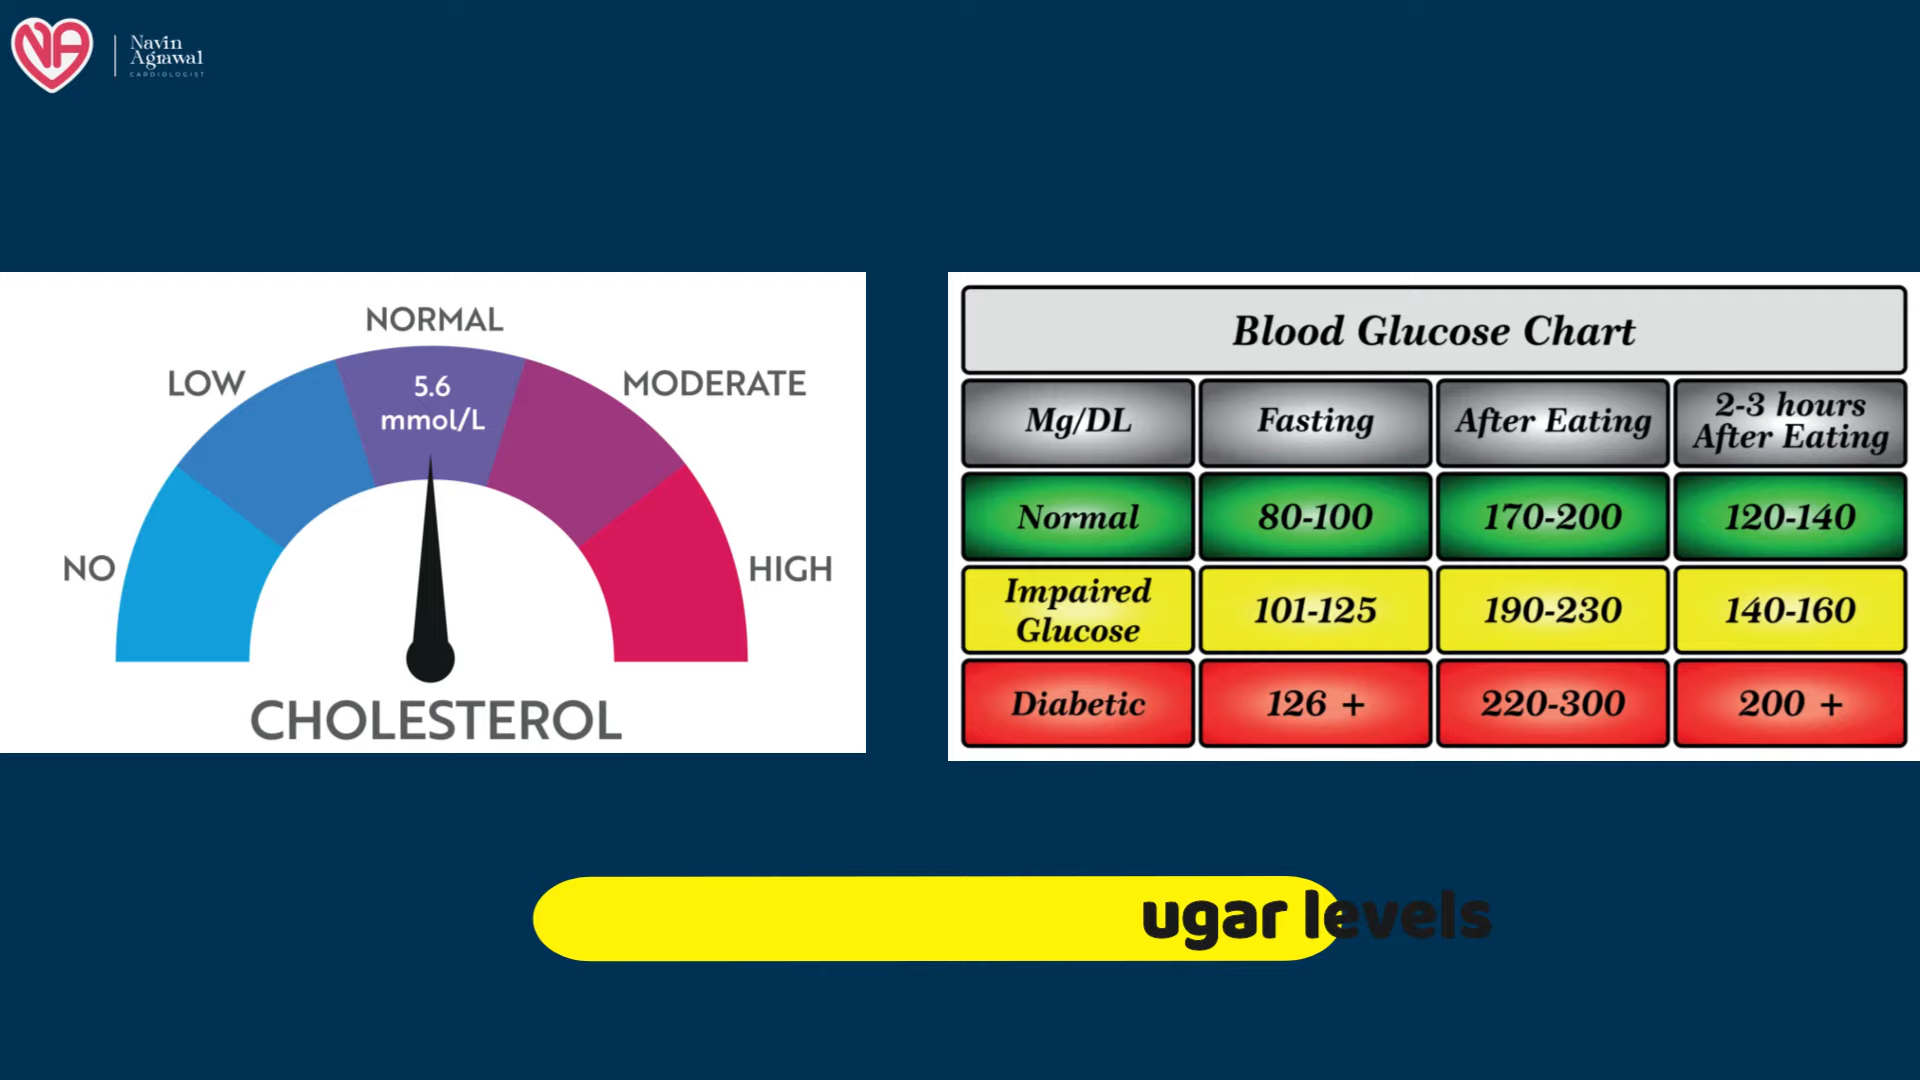 Navin
Agrawal
CARDIOLOGIST
NORMAL
LOW
MODERATE
5.6
mmol/L
NO
HIGH
CHOLESTEROL
Blood Glucose Chart
Mg/DL Fasting After Eating 2-3 hours After Eating
Normal 80-100 170-200 120-140
Impaired Glucose 101-125 190-230 140-160
Diabetic 126 + 220-300 200 +
ugar levels